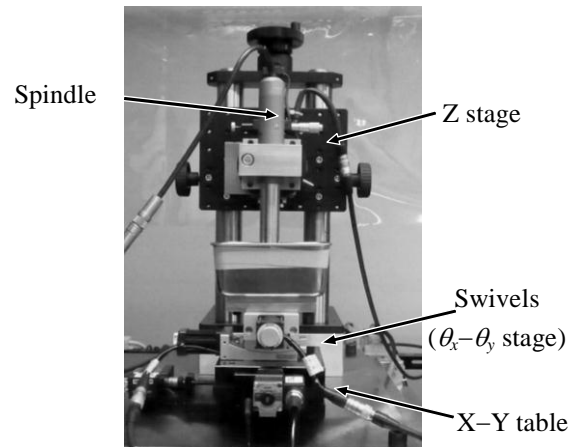 Spindle
Z stage
Swivels
(θx–θy stage)
X–Y table